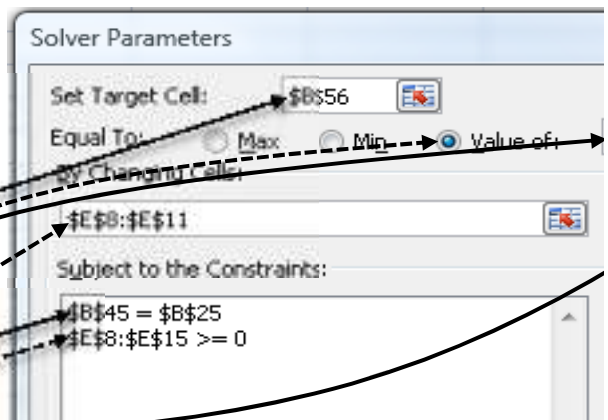 Solver Parameters
Set Target Cell: $B$56
Equal To: Max Min Value of:
By Changing Cells:
$E$8:$E$11
Subject to the Constraints:
$B$45 = $B$25
$E$8:$E$15 >= 0